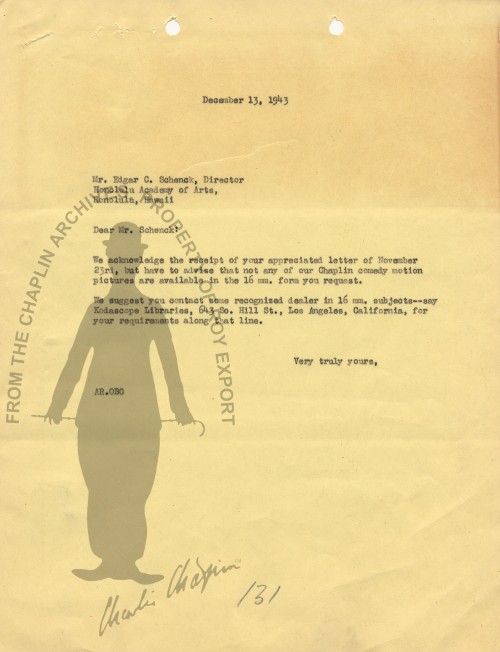 December 13, 1943
Mr. Edgar C. Schenck, Director
Honolulu Academy of Arts,
Honolulu, Hawaii
Dear Mr. Schenck:
We acknowledge the receipt of your appreciated letter of November
23rd, but have to advise that not any of our Chaplin comedy motion
pictures are available in the 16 mm. form you request.
We suggest you contact some recognized dealer in 16 mm. subjects--say
Kodascope Libraries, 643 So. Hill St., Los Angeles, California, for
your requirements along that line.
Very truly yours,
AR.OBG
FROM THE CHAPLIN ARCHIVES, PROPERTY OF ROY EXPORT
Charlie Chaplin
131